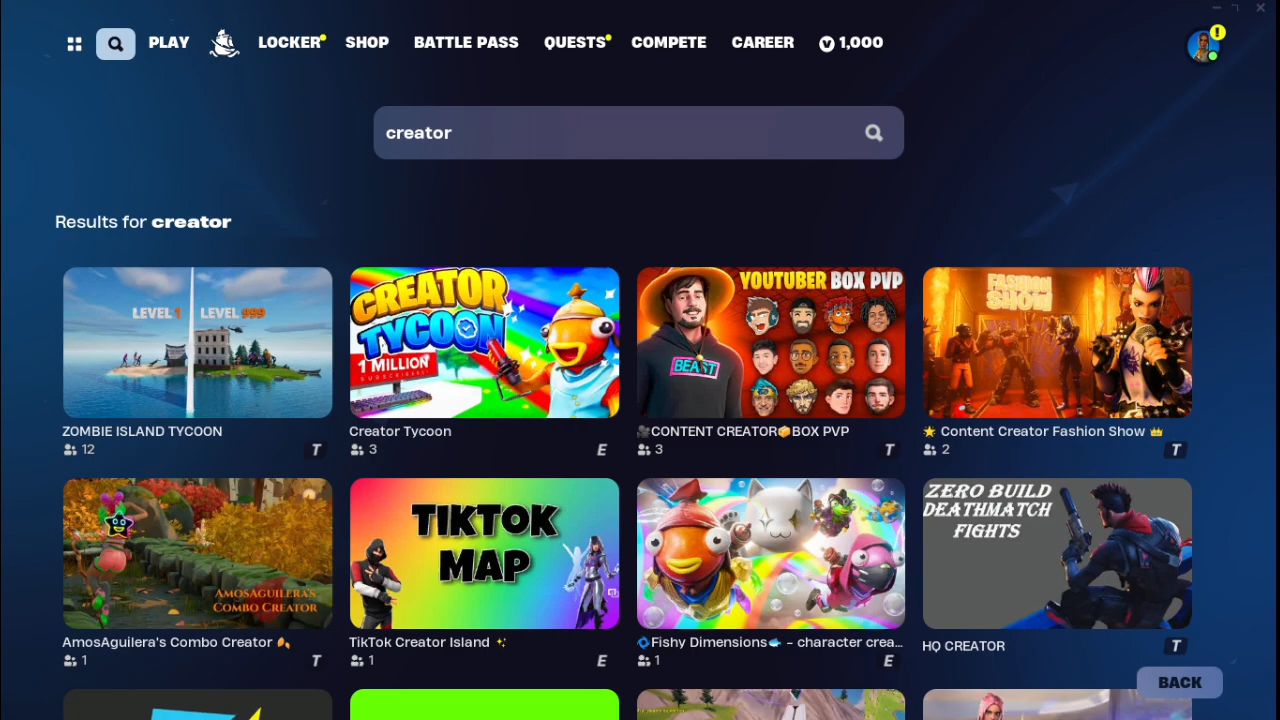 PLAY
LOCKER
SHOP
BATTLE PASS
QUESTS
COMPETE
CAREER
V 1,000
!
creator
Results for creator
LEVEL 1 LEVEL 999
CREATOR
TYCOON
1 MILLION
SUBSCRIBERS!
YOUTUBER BOX PVP
BEAST
FASHION
SHOW
ZOMBIE ISLAND TYCOON
12
T
Creator Tycoon
3
E
🎥CONTENT CREATOR📦BOX PVP
3
T
🌟 Content Creator Fashion Show 👑
2
T
AmosAguilera's
Combo Creator
TIKTOK
MAP
ZERO BUILD
DEATHMATCH
FIGHTS
AmosAguilera's Combo Creator 🍂
1
T
TikTok Creator Island ✨
1
E
💠Fishy Dimensions🐟 - character crea...
1
E
HQ CREATOR
T
BACK